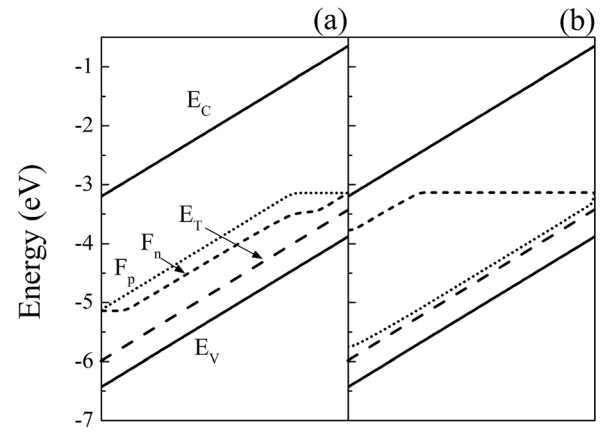 (a)
(b)
-1
-2
-3
-4
-5
-6
-7
Energy (eV)
E_C
E_T
F_n
F_p
E_V